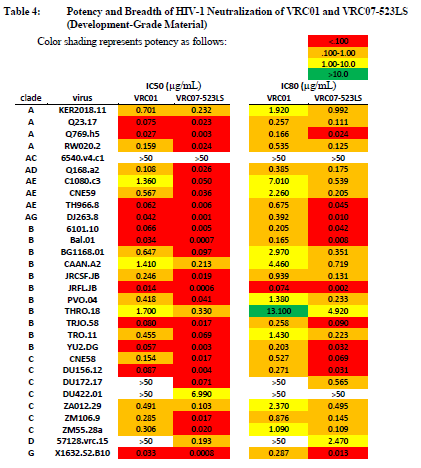 Table 4: Potency and Breadth of HIV-1 Neutralization of VRC01 and VRC07-523LS
(Development-Grade Material)
Color shading represents potency as follows:
<.100
.100-1.00
1.00-10.0
>10.0
IC50 (µg/mL) IC80 (µg/mL)
clade virus VRC01 VRC07-523LS VRC01 VRC07-523LS
A KER2018.11 0.701 0.232 1.920 0.992
A Q23.17 0.075 0.023 0.257 0.111
A Q769.h5 0.027 0.003 0.166 0.024
A RW020.2 0.159 0.024 0.535 0.125
AC 6540.v4.c1 >50 >50 >50 >50
AD Q168.a2 0.108 0.026 0.385 0.175
AE C1080.c3 1.360 0.050 7.010 0.539
AE CNE59 0.567 0.036 2.260 0.205
AE TH966.8 0.062 0.006 0.675 0.045
AG DJ263.8 0.042 0.001 0.392 0.010
B 6101.10 0.066 0.005 0.205 0.042
B Bal.01 0.034 0.0007 0.165 0.008
B BG1168.01 0.647 0.097 2.970 0.351
B CAAN.A2 1.410 0.213 4.460 0.719
B JRCSF.JB 0.246 0.019 0.939 0.131
B JRFL.JB 0.014 0.0006 0.074 0.002
B PVO.04 0.418 0.041 1.380 0.233
B THRO.18 1.700 0.330 13.100 4.920
B TRJO.58 0.080 0.017 0.258 0.090
B TRO.11 0.455 0.069 1.430 0.223
B YU2.DG 0.057 0.003 0.203 0.032
C CNE58 0.154 0.017 0.527 0.069
C DU156.12 0.087 0.004 0.271 0.031
C DU172.17 >50 0.071 >50 0.565
C DU422.01 >50 6.990 >50 >50
C ZA012.29 0.491 0.103 2.370 0.495
C ZM106.9 0.285 0.017 0.876 0.145
C ZM55.28a 0.306 0.020 1.090 0.109
D 57128.vrc.15 >50 0.193 >50 2.470
G X1632.S2.B10 0.033 0.0008 0.287 0.013